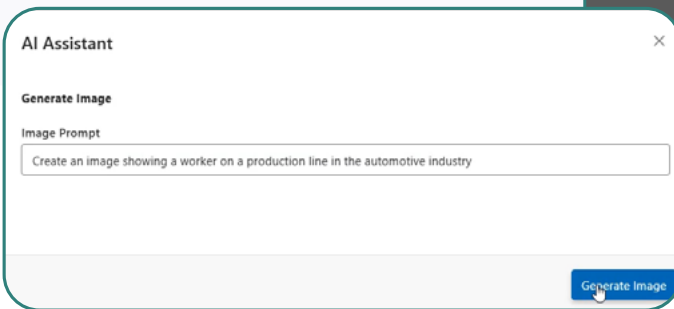 AI Assistant
Generate Image
Image Prompt
Create an image showing a worker on a production line in the automotive industry
Generate Image